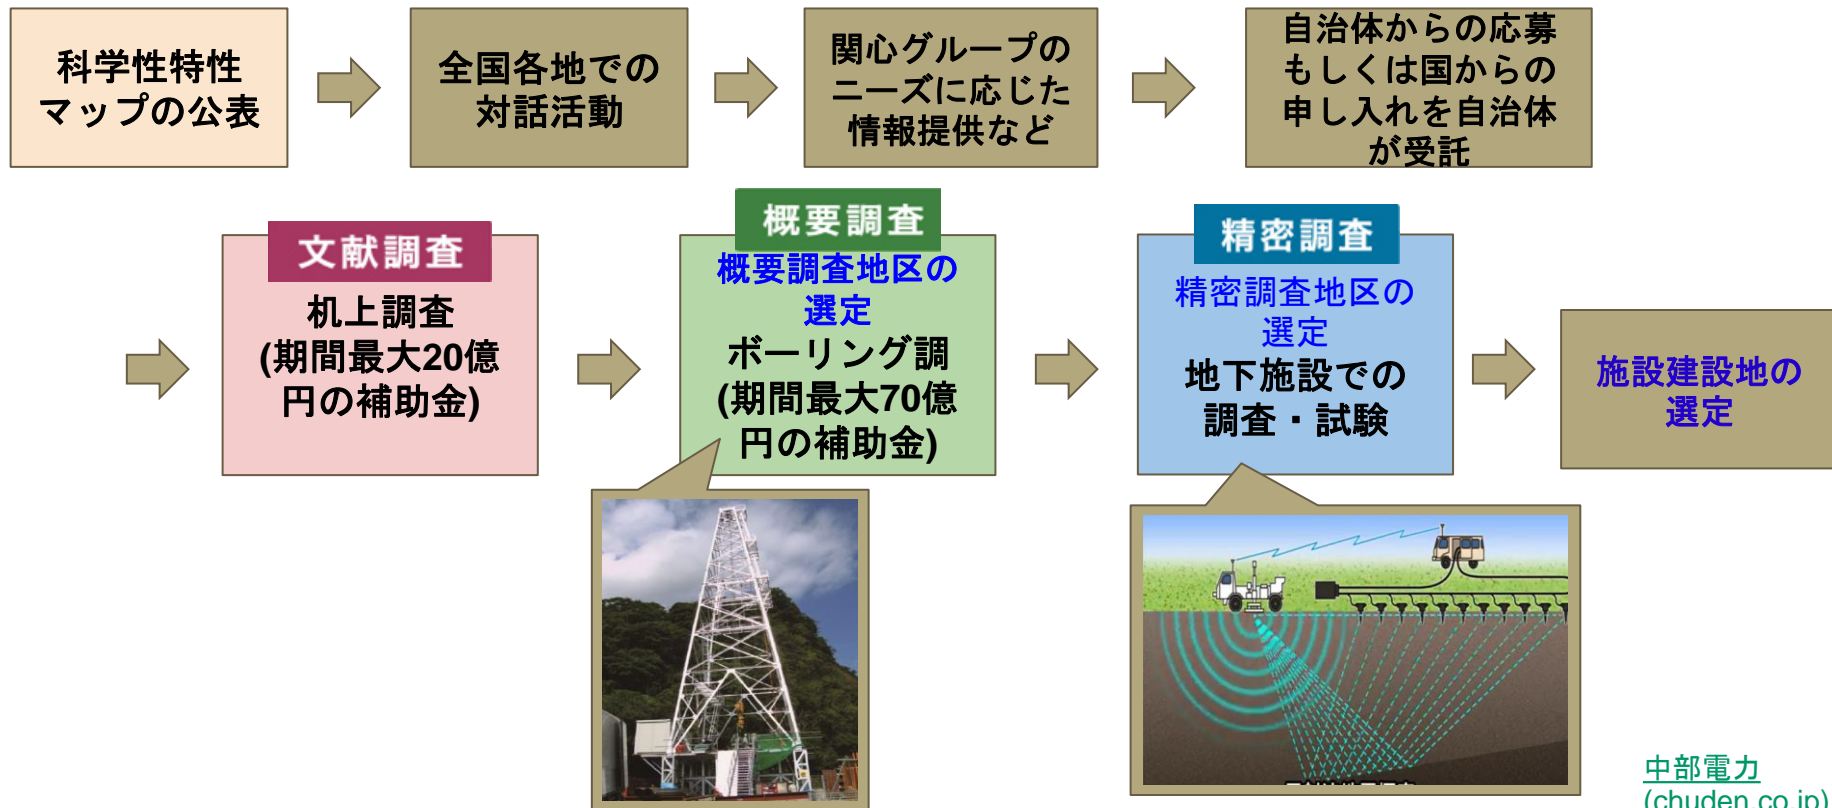 科学性特性
マップの公表
全国各地での
対話活動
関心グループの
ニーズに応じた
情報提供など
自治体からの応募
もしくは国からの
申し入れを自治体
が受託
文献調査
机上調査
(期間最大20億
円の補助金)
概要調査
概要調査地区の
選定
ボーリング調
(期間最大70億
円の補助金)
精密調査
精密調査地区の
選定
地下施設での
調査・試験
施設建設地の
選定
中部電力
(chuden.co.jp)